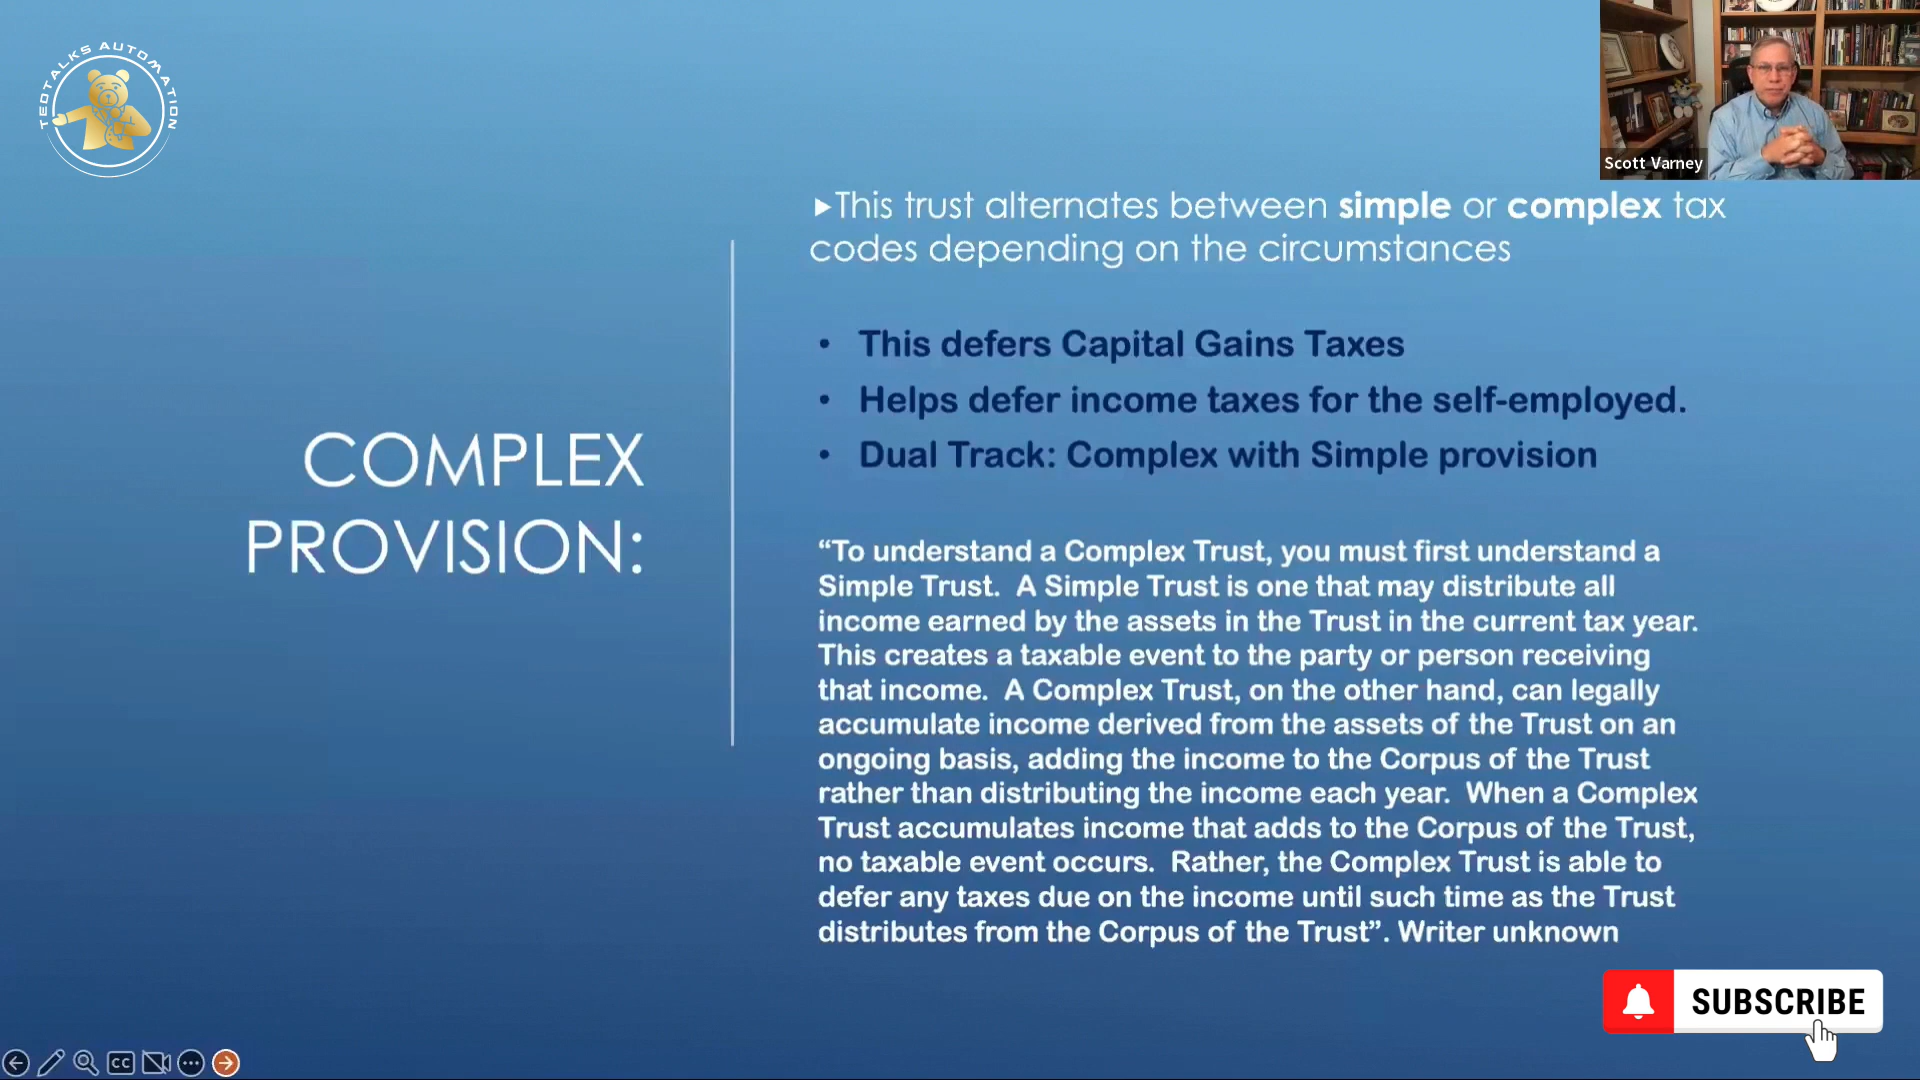 TEDTALKS AUTOMATION
Scott Varney
▶This trust alternates between simple or complex tax
codes depending on the circumstances
• This defers Capital Gains Taxes
• Helps defer income taxes for the self-employed.
• Dual Track: Complex with Simple provision
COMPLEX
PROVISION:
“To understand a Complex Trust, you must first understand a
Simple Trust.  A Simple Trust is one that may distribute all
income earned by the assets in the Trust in the current tax year.
This creates a taxable event to the party or person receiving
that income.  A Complex Trust, on the other hand, can legally
accumulate income derived from the assets of the Trust on an
ongoing basis, adding the income to the Corpus of the Trust
rather than distributing the income each year.  When a Complex
Trust accumulates income that adds to the Corpus of the Trust,
no taxable event occurs.  Rather, the Complex Trust is able to
defer any taxes due on the income until such time as the Trust
distributes from the Corpus of the Trust”. Writer unknown
SUBSCRIBE
CC